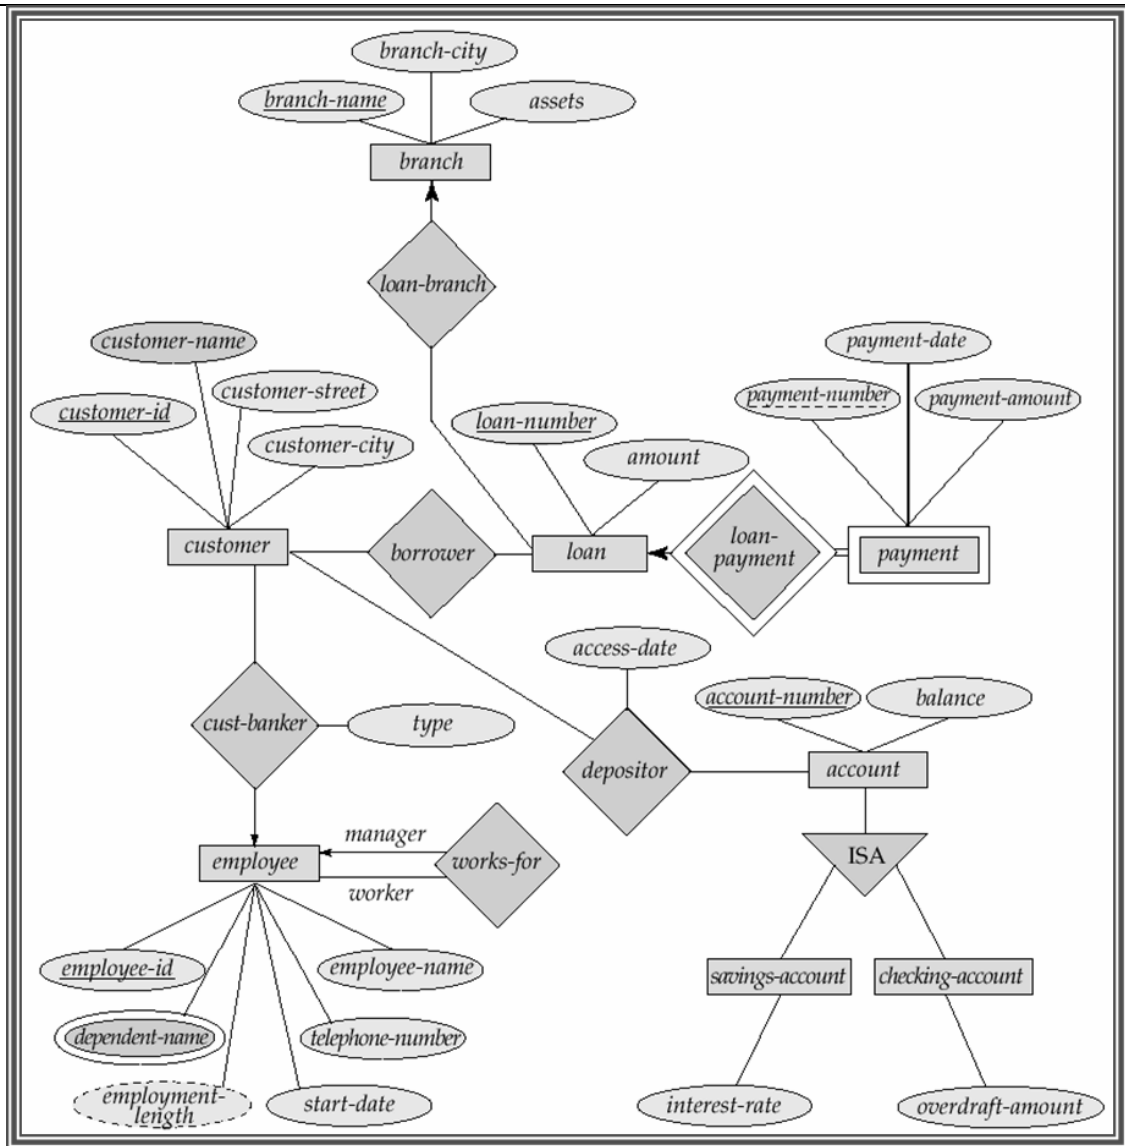 branch-city
branch-name
assets
branch
loan-branch
customer-name
customer-street
customer-id
customer-city
payment-date
payment-number
payment-amount
loan-number
amount
customer
borrower
loan
loan-
payment
payment
access-date
account-number
balance
cust-banker
type
depositor
account
manager
employee
works-for
worker
ISA
employee-id
employee-name
dependent-name
telephone-number
employment-
length
start-date
savings-account
checking-account
interest-rate
overdraft-amount